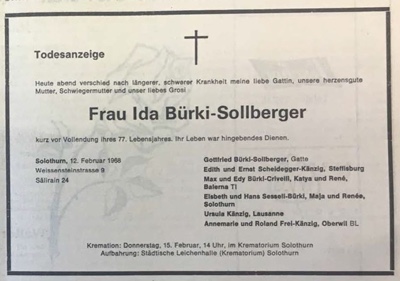 Todesanzeige
Heute abend verschied nach längerer, schwerer Krankheit meine liebe Gattin, unsere herzensgute
Mutter, Schwiegermutter und unser liebes Grosi
Frau Ida Bürki-Sollberger
kurz vor Vollendung ihres 77. Lebensjahres. Ihr Leben war hingebendes Dienen.
Solothurn, 12. Februar 1968
Weissensteinstrasse 9
Sälirain 24
Gottfried Bürki-Sollberger, Gatte
Edith und Ernst Scheidegger-Känzig, Steffisburg
Max und Edy Bürki-Crivelli, Katya und René,
Balerna TI
Elsbeth und Hans Sesseli-Bürki, Maja und Renée,
Solothurn
Ursula Känzig, Lausanne
Annemarie und Roland Frei-Känzig, Oberwil BL
Kremation: Donnerstag, 15. Februar, 14 Uhr, im Krematorium Solothurn
Aufbahrung: Städtische Leichenhalle (Krematorium) Solothurn